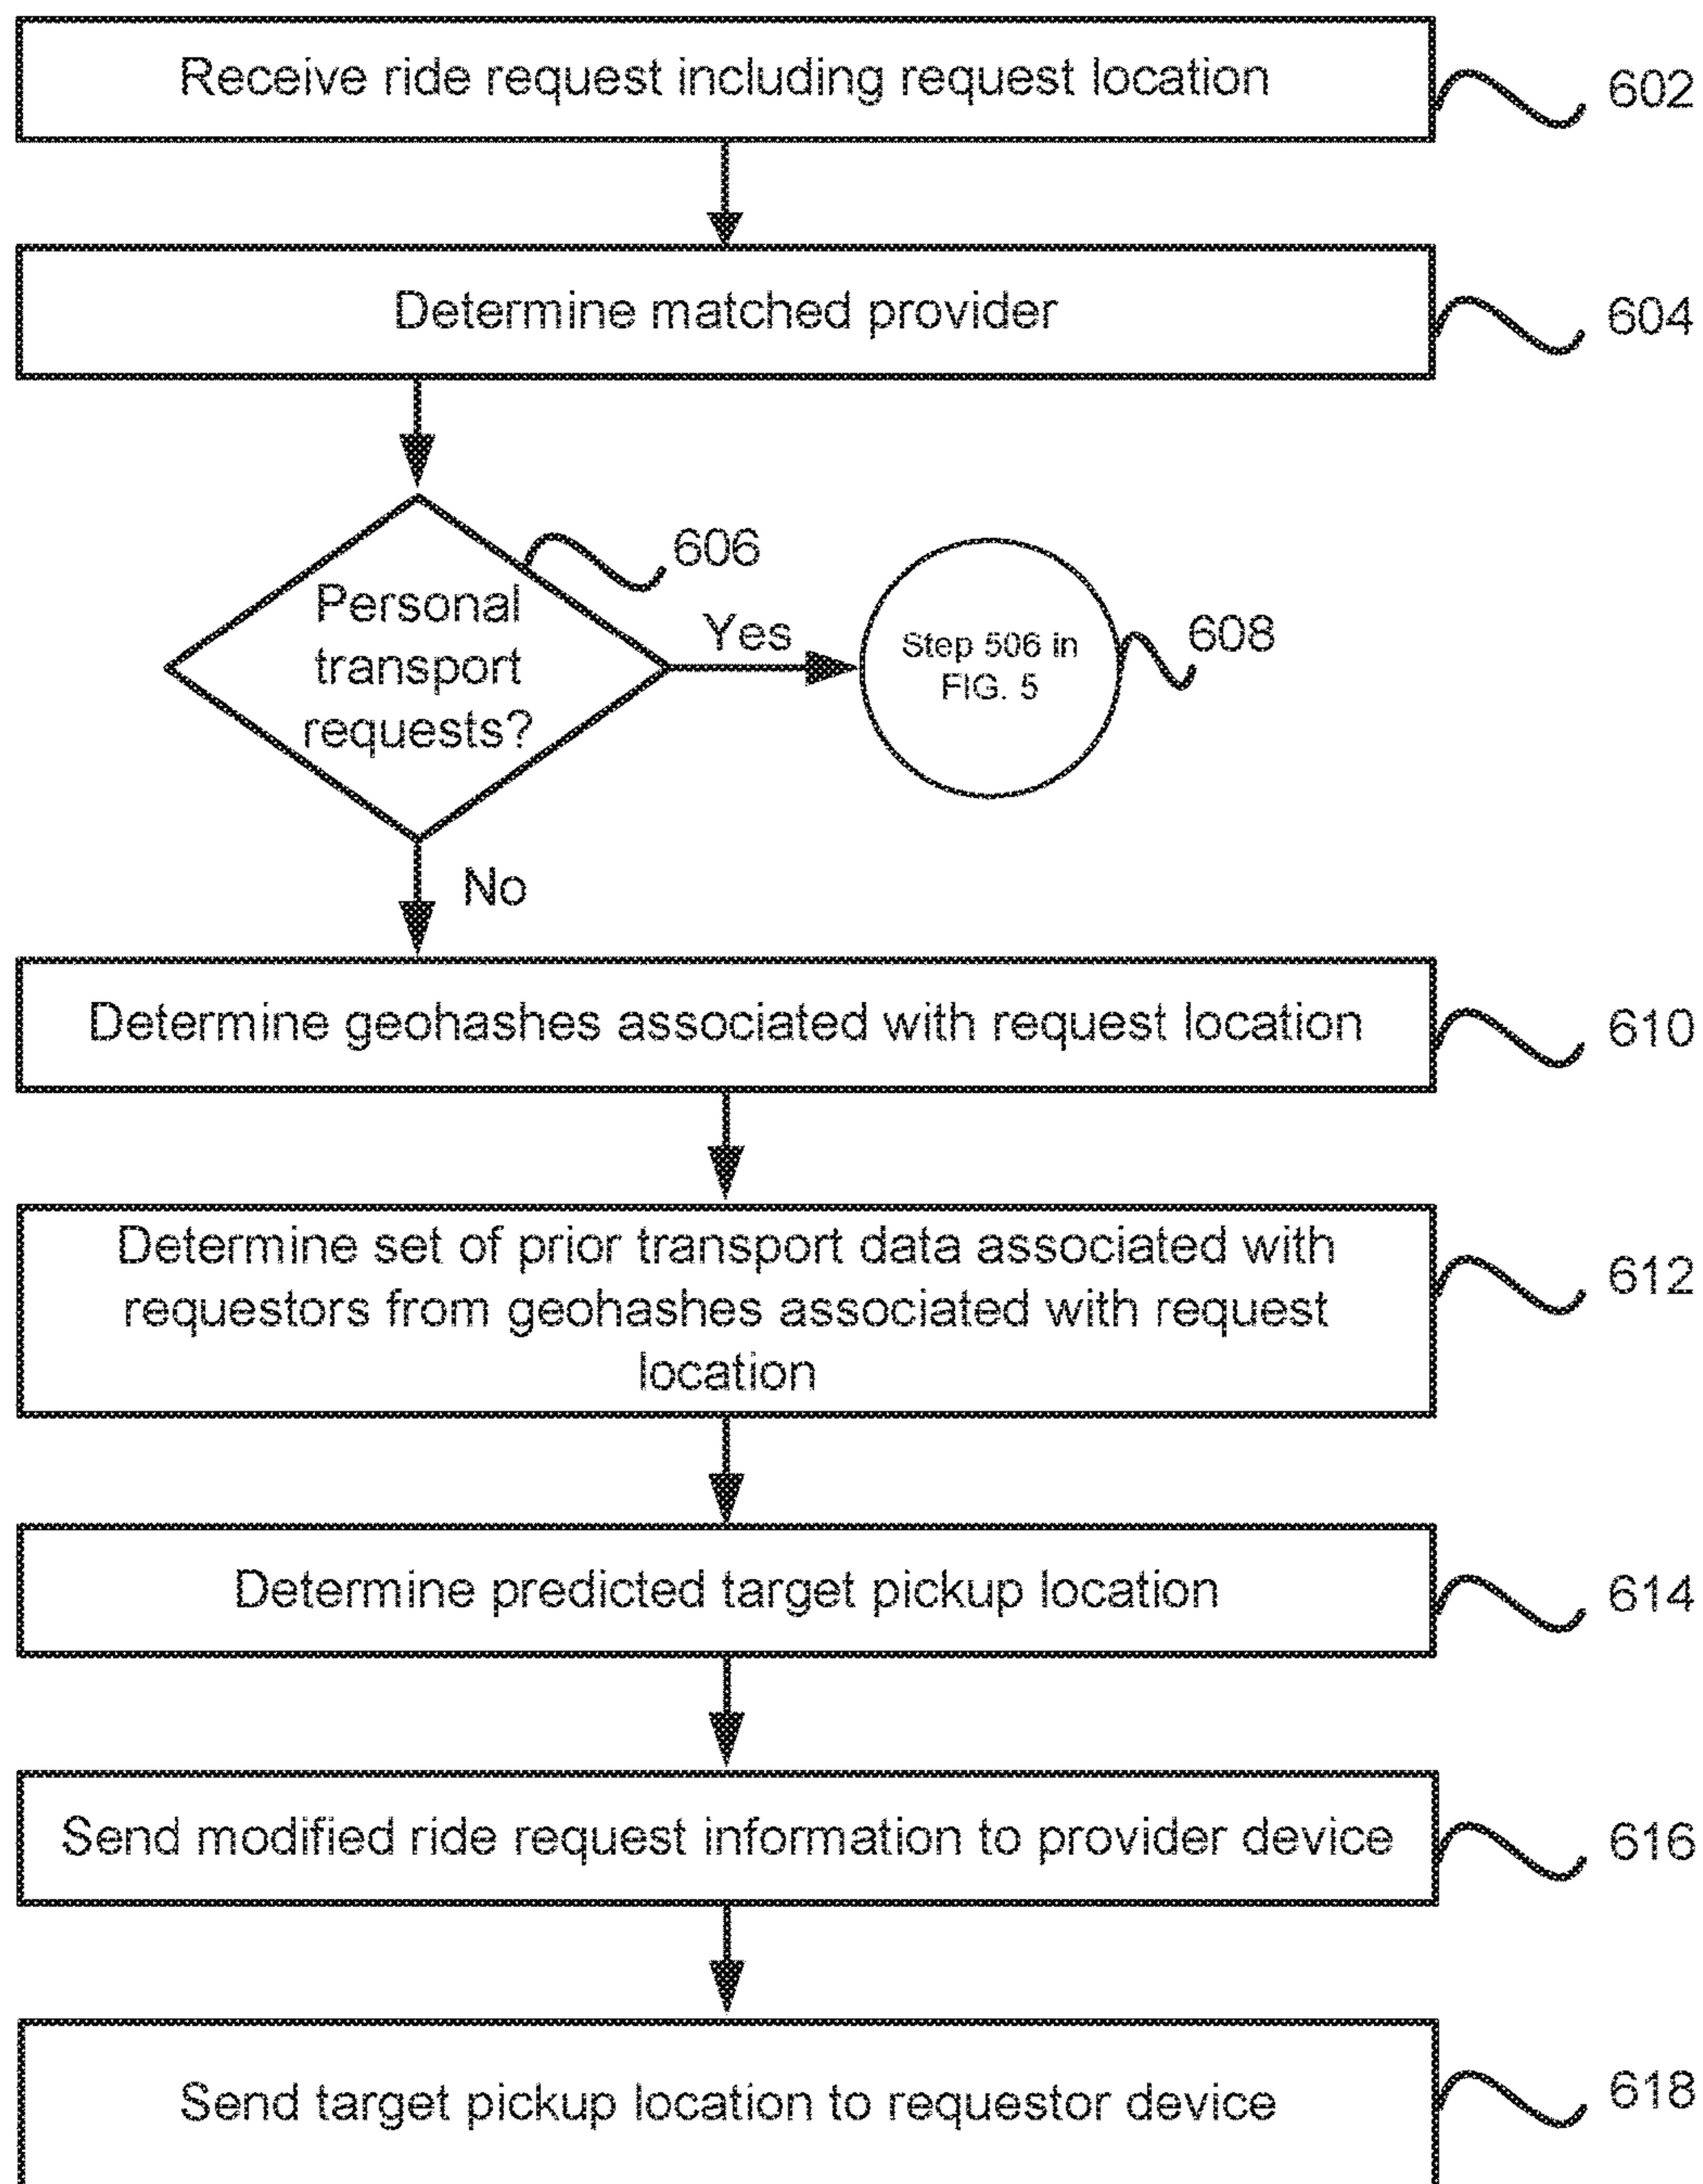 Receive ride request including request location
602
Determine matched provider
604
606
Personal
transport
requests?
Yes
Step 506 in
FIG. 5
608
No
Determine geohashes associated with request location
610
Determine set of prior transport data associated with
requestors from geohashes associated with request
location
612
Determine predicted target pickup location
614
Send modified ride request information to provider device
616
Send target pickup location to requestor device
618